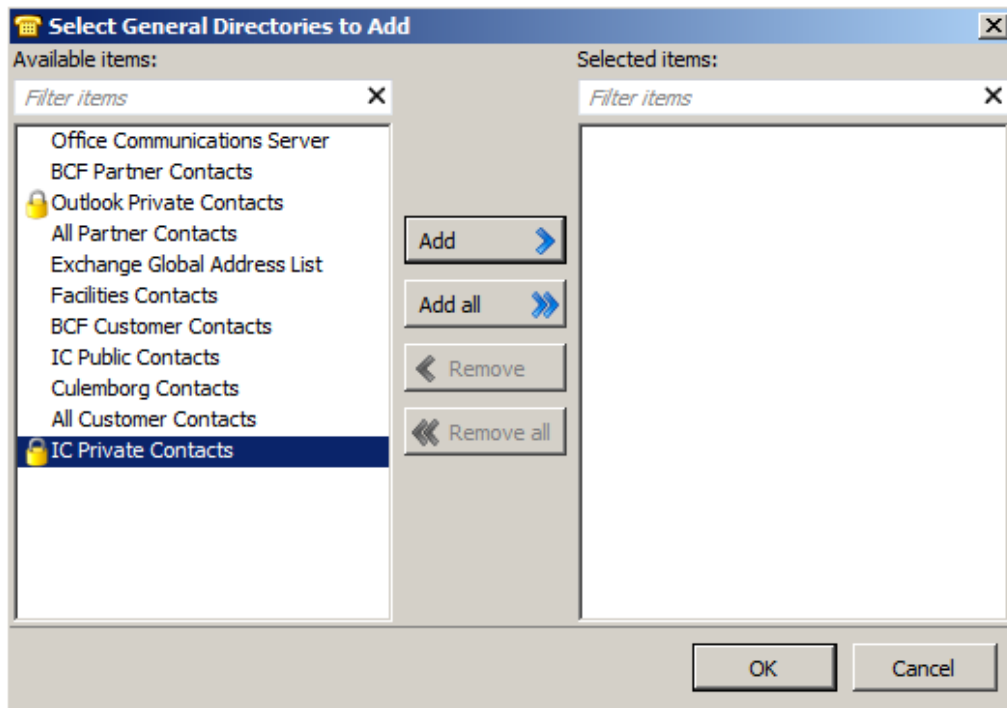 Select General Directories to Add
Available items:
Selected items:
Filter items
Filter items
Office Communications Server
BCF Partner Contacts
Outlook Private Contacts
All Partner Contacts
Exchange Global Address List
Facilities Contacts
BCF Customer Contacts
IC Public Contacts
Culemborg Contacts
All Customer Contacts
IC Private Contacts
Add
Add all
Remove
Remove all
OK
Cancel